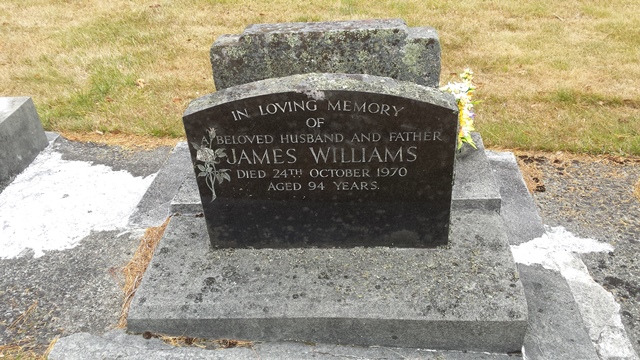 IN LOVING MEMORY
OF
A BELOVED HUSBAND AND FATHER
JAMES WILLIAMS
DIED 24TH OCTOBER 1970
AGED 94 YEARS.